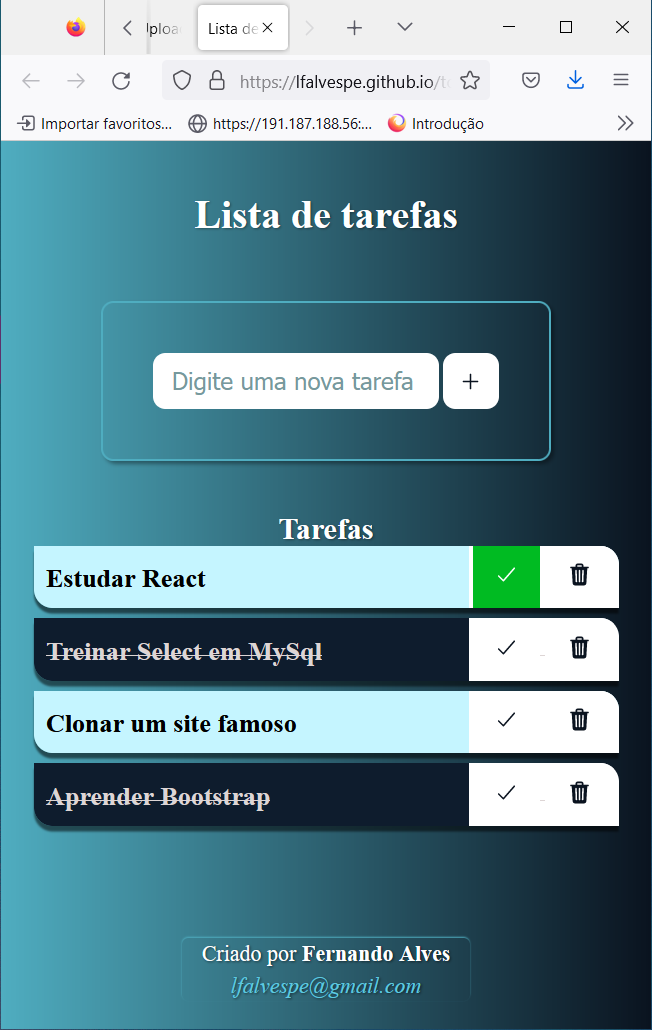 Uploa
Lista de
https://lfalvespe.github.io/t
Importar favoritos...
https://191.187.188.56:...
Introdução
Lista de tarefas
Digite uma nova tarefa
+
Tarefas
Estudar React
Treinar Select em MySql
Clonar um site famoso
Aprender Bootstrap
Criado por Fernando Alves
lfalvespe@gmail.com